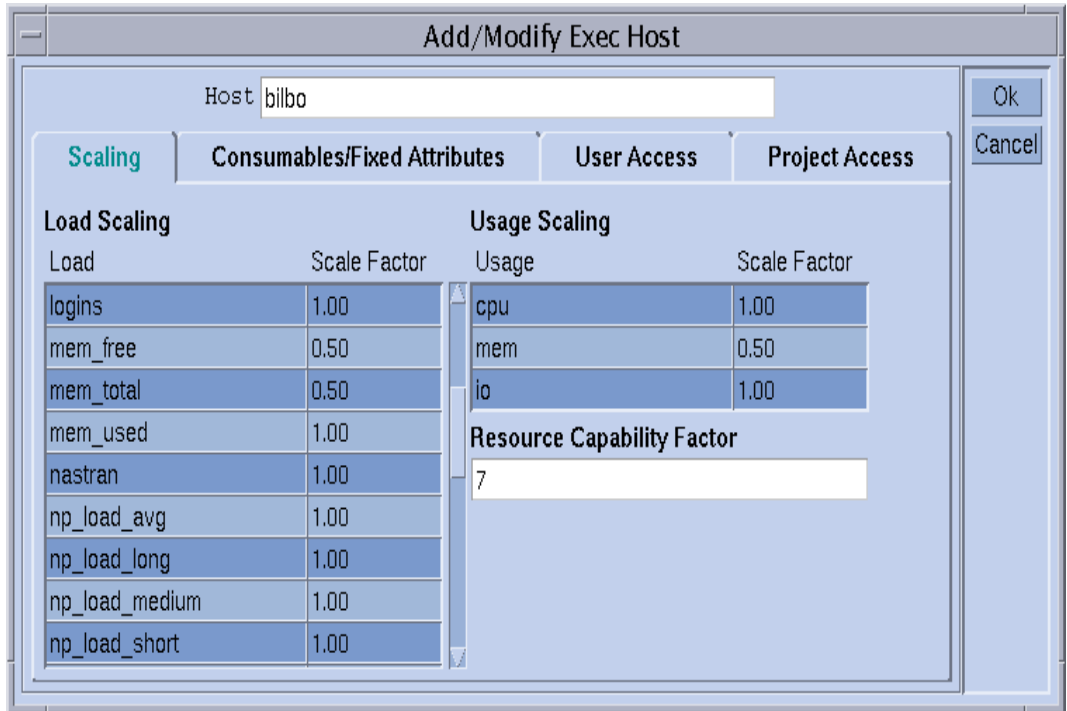 Add/Modify Exec Host
Host bilbo
Ok
Cancel
Scaling Consumables/Fixed Attributes User Access Project Access
Load Scaling
Load Scale Factor
logins 1.00
mem_free 0.50
mem_total 0.50
mem_used 1.00
nastran 1.00
np_load_avg 1.00
np_load_long 1.00
np_load_medium 1.00
np_load_short 1.00
Usage Scaling
Usage Scale Factor
cpu 1.00
mem 0.50
io 1.00
Resource Capability Factor
7